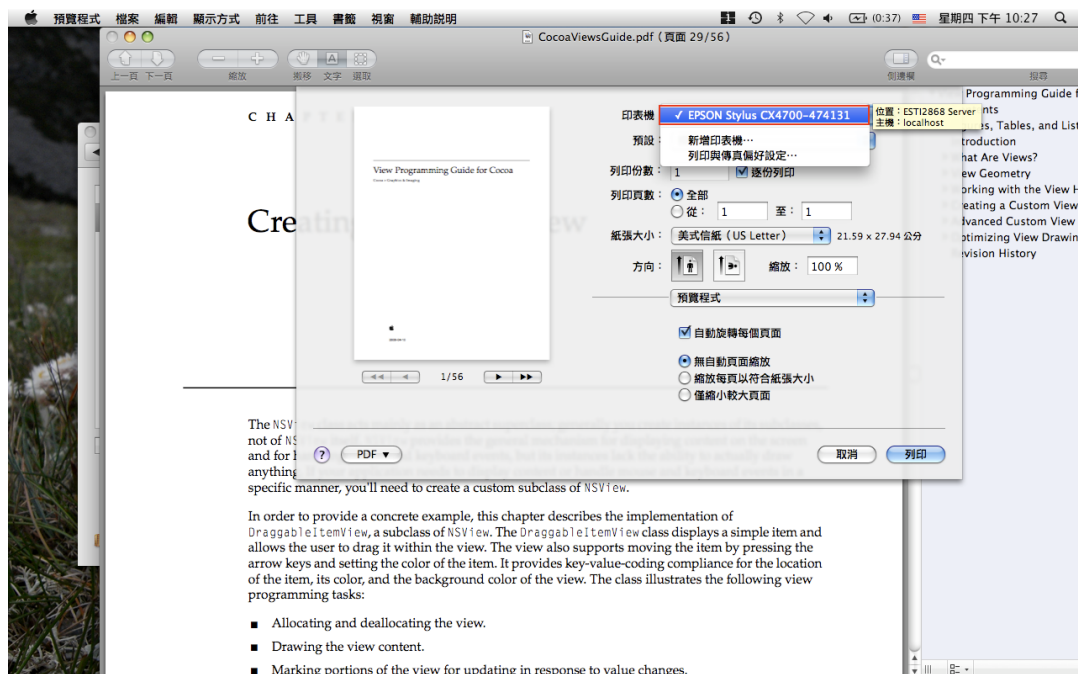 預覽程式 檔案 編輯 顯示方式 前往 工具 書籤 視窗 輔助說明 (0:37) 星期四 下午 10:27
CocoaViewsGuide.pdf (頁面 29/56)
上一頁 下一頁 縮放 搬移 文字 選取 側邊欄 搜尋
CHAPTER
Creating
View Programming Guide for Cocoa
1/56
印表機 ✓ EPSON Stylus CX4700-474131
位置：ESTI2868 Server
主機：localhost
預設：
新增印表機…
列印與傳真偏好設定…
列印份數： 1 逐份列印
列印頁數： 全部
從： 1 至： 1
紙張大小： 美式信紙 (US Letter) 21.59 x 27.94 公分
方向： 縮放： 100 %
預覽程式
自動旋轉每個頁面
無自動頁面縮放
縮放每頁以符合紙張大小
僅縮小較大頁面
? PDF ▼ 取消 列印
Programming Guide f
nts
es, Tables, and List
troduction
hat Are Views?
ew Geometry
orking with the View H
eating a Custom View
dvanced Custom View
ptimizing View Drawin
evision History
The NSV
not of NS
and for h
anything
specific manner, you'll need to create a custom subclass of NSView.
In order to provide a concrete example, this chapter describes the implementation of
DraggableItemView, a subclass of NSView. The DraggableItemView class displays a simple item and
allows the user to drag it within the view. The view also supports moving the item by pressing the
arrow keys and setting the color of the item. It provides key-value-coding compliance for the location
of the item, its color, and the background color of the view. The class illustrates the following view
programming tasks:
■ Allocating and deallocating the view.
■ Drawing the view content.
■ Marking portions of the view for updating in response to value changes.